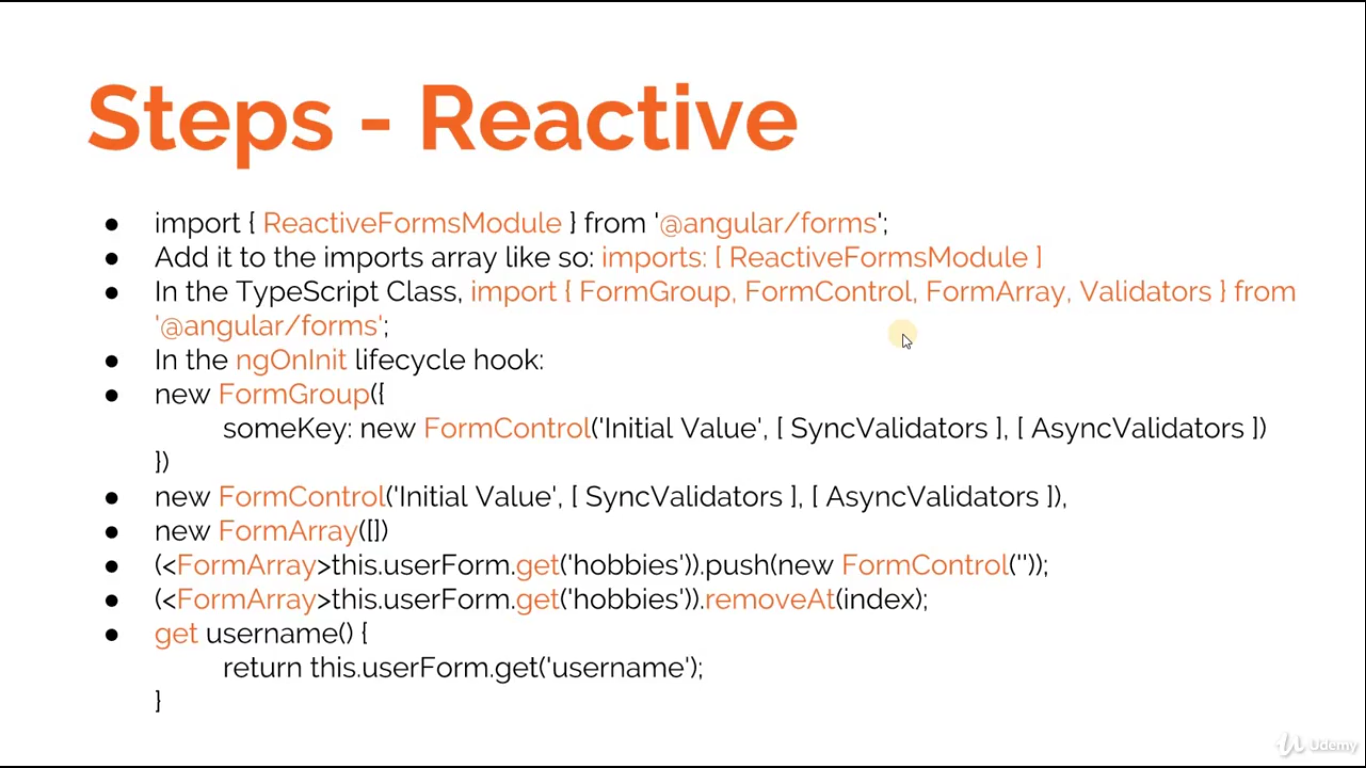 Steps - Reactive
● import { ReactiveFormsModule } from '@angular/forms';
● Add it to the imports array like so: imports: [ ReactiveFormsModule ]
● In the TypeScript Class, import { FormGroup, FormControl, FormArray, Validators } from
'@angular/forms';
● In the ngOnInit lifecycle hook:
● new FormGroup({
someKey: new FormControl('Initial Value', [ SyncValidators ], [ AsyncValidators ])
})
● new FormControl('Initial Value', [ SyncValidators ], [ AsyncValidators ]),
● new FormArray([])
● (<FormArray>this.userForm.get('hobbies')).push(new FormControl(''));
● (<FormArray>this.userForm.get('hobbies')).removeAt(index);
● get username() {
return this.userForm.get('username');
}
Udemy